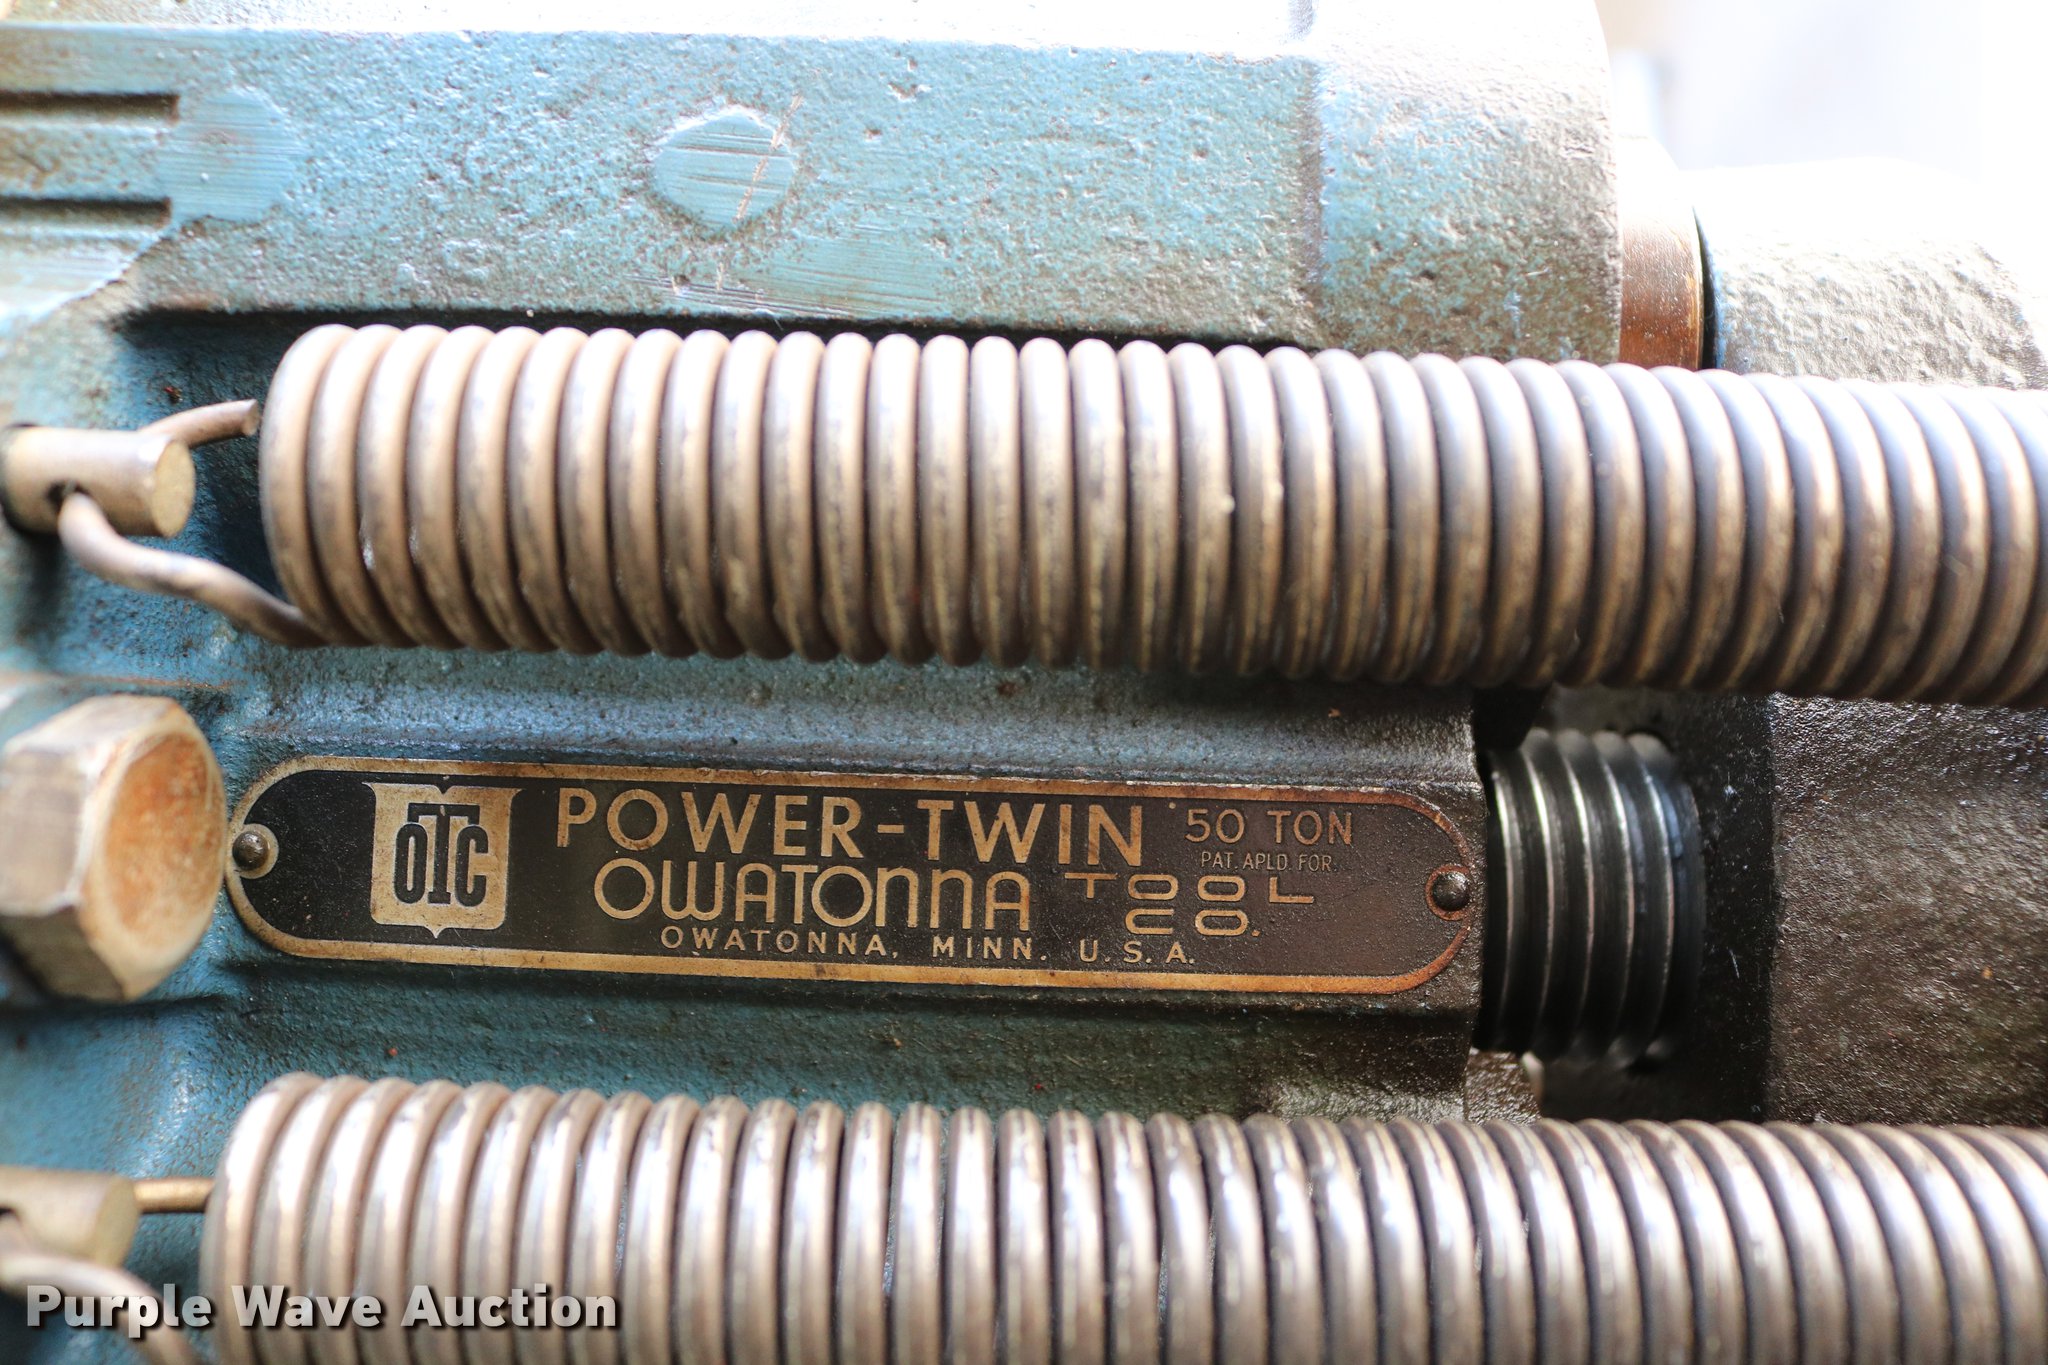 OTC
POWER-TWIN 50 TON
PAT. APLD. FOR.
OWATONNA TOOL CO.
OWATONNA, MINN. U.S.A.
Purple Wave Auction